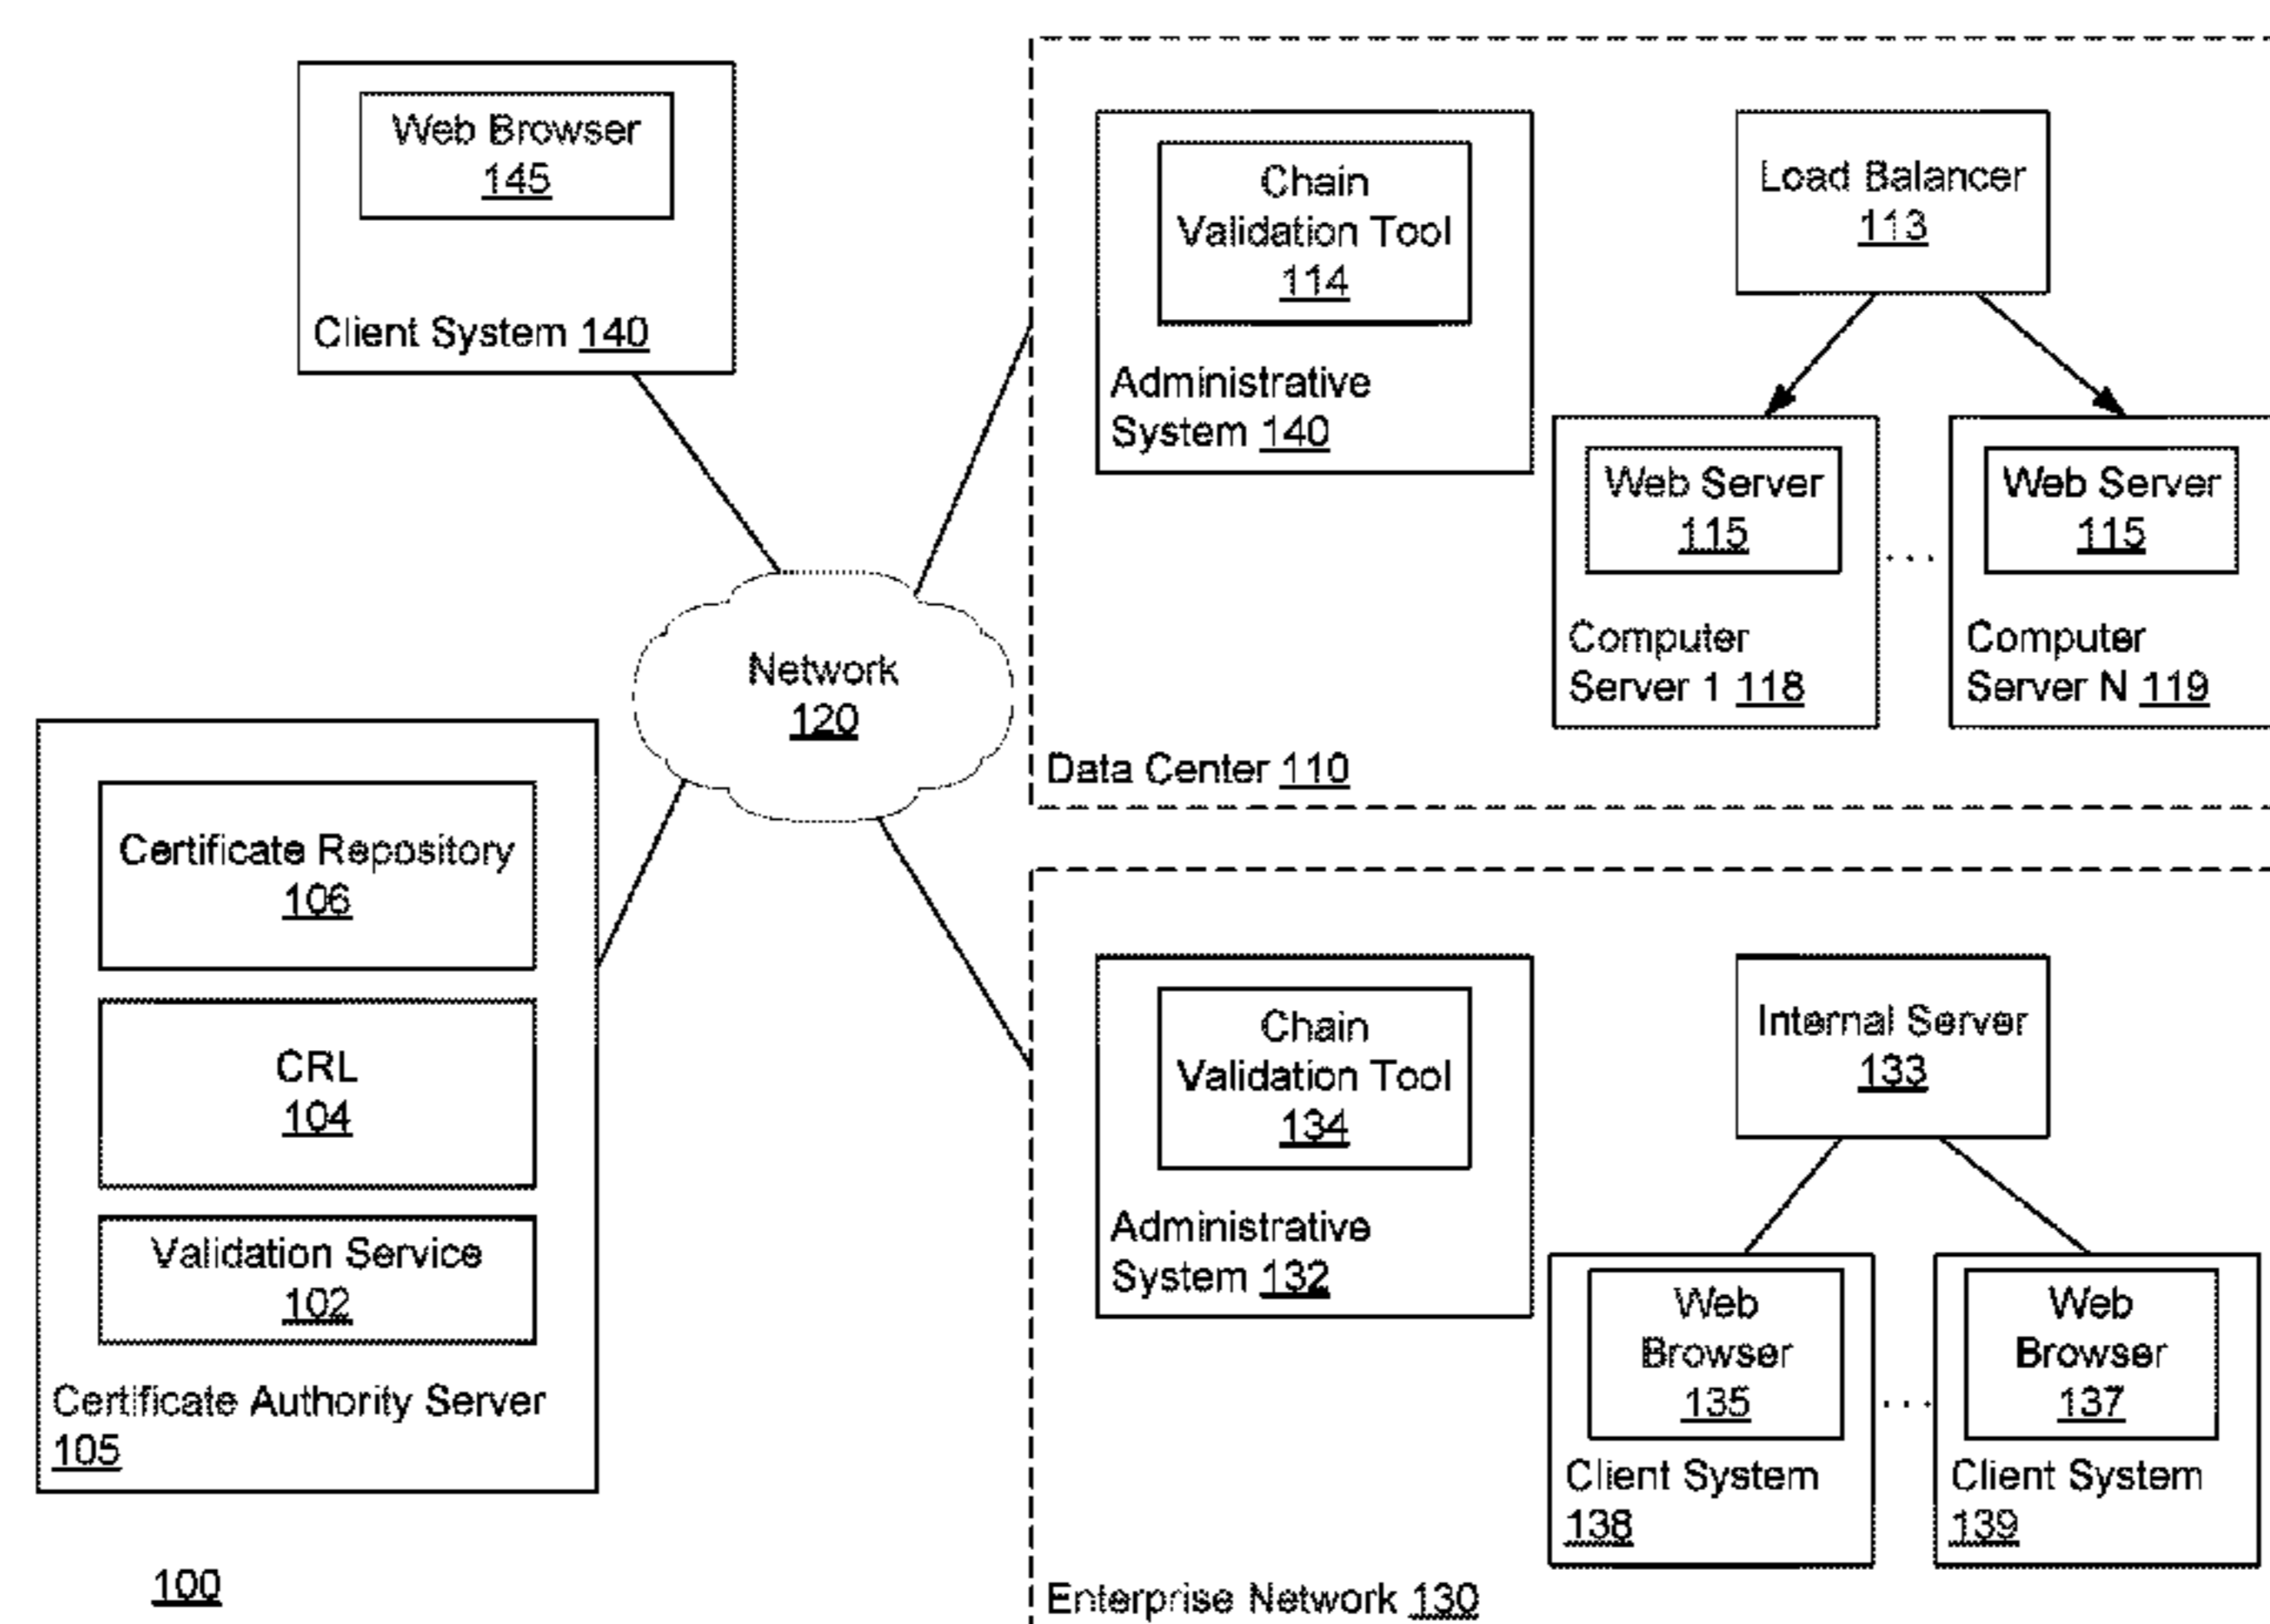 Web Browser
145
Client System 140
Chain
Validation Tool
114
Administrative
System 140
Load Balancer
113
Web Server
115
Computer
Server 1 118
...
Web Server
115
Computer
Server N 119
Data Center 110
Network
120
Certificate Repository
106
CRL
104
Validation Service
102
Certificate Authority Server
105
Chain
Validation Tool
134
Administrative
System 132
Internal Server
133
Web
Browser
135
Client System
138
...
Web
Browser
137
Client System
139
Enterprise Network 130
100